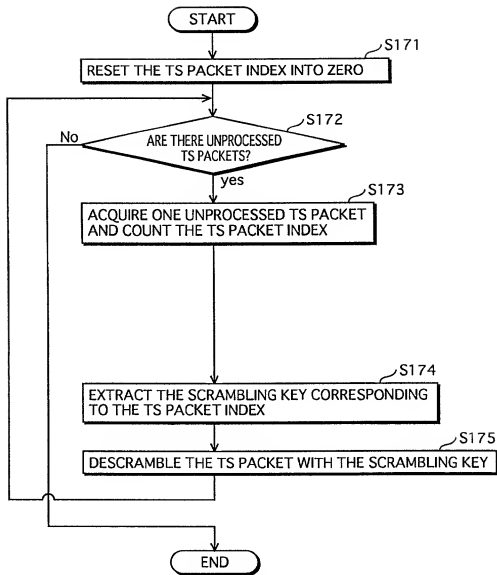 START
S171
RESET THE TS PACKET INDEX INTO ZERO
S172
No
ARE THERE UNPROCESSED
TS PACKETS?
yes
S173
ACQUIRE ONE UNPROCESSED TS PACKET
AND COUNT THE TS PACKET INDEX
S174
EXTRACT THE SCRAMBLING KEY CORRESPONDING
TO THE TS PACKET INDEX
S175
DESCRAMBLE THE TS PACKET WITH THE SCRAMBLING KEY
END